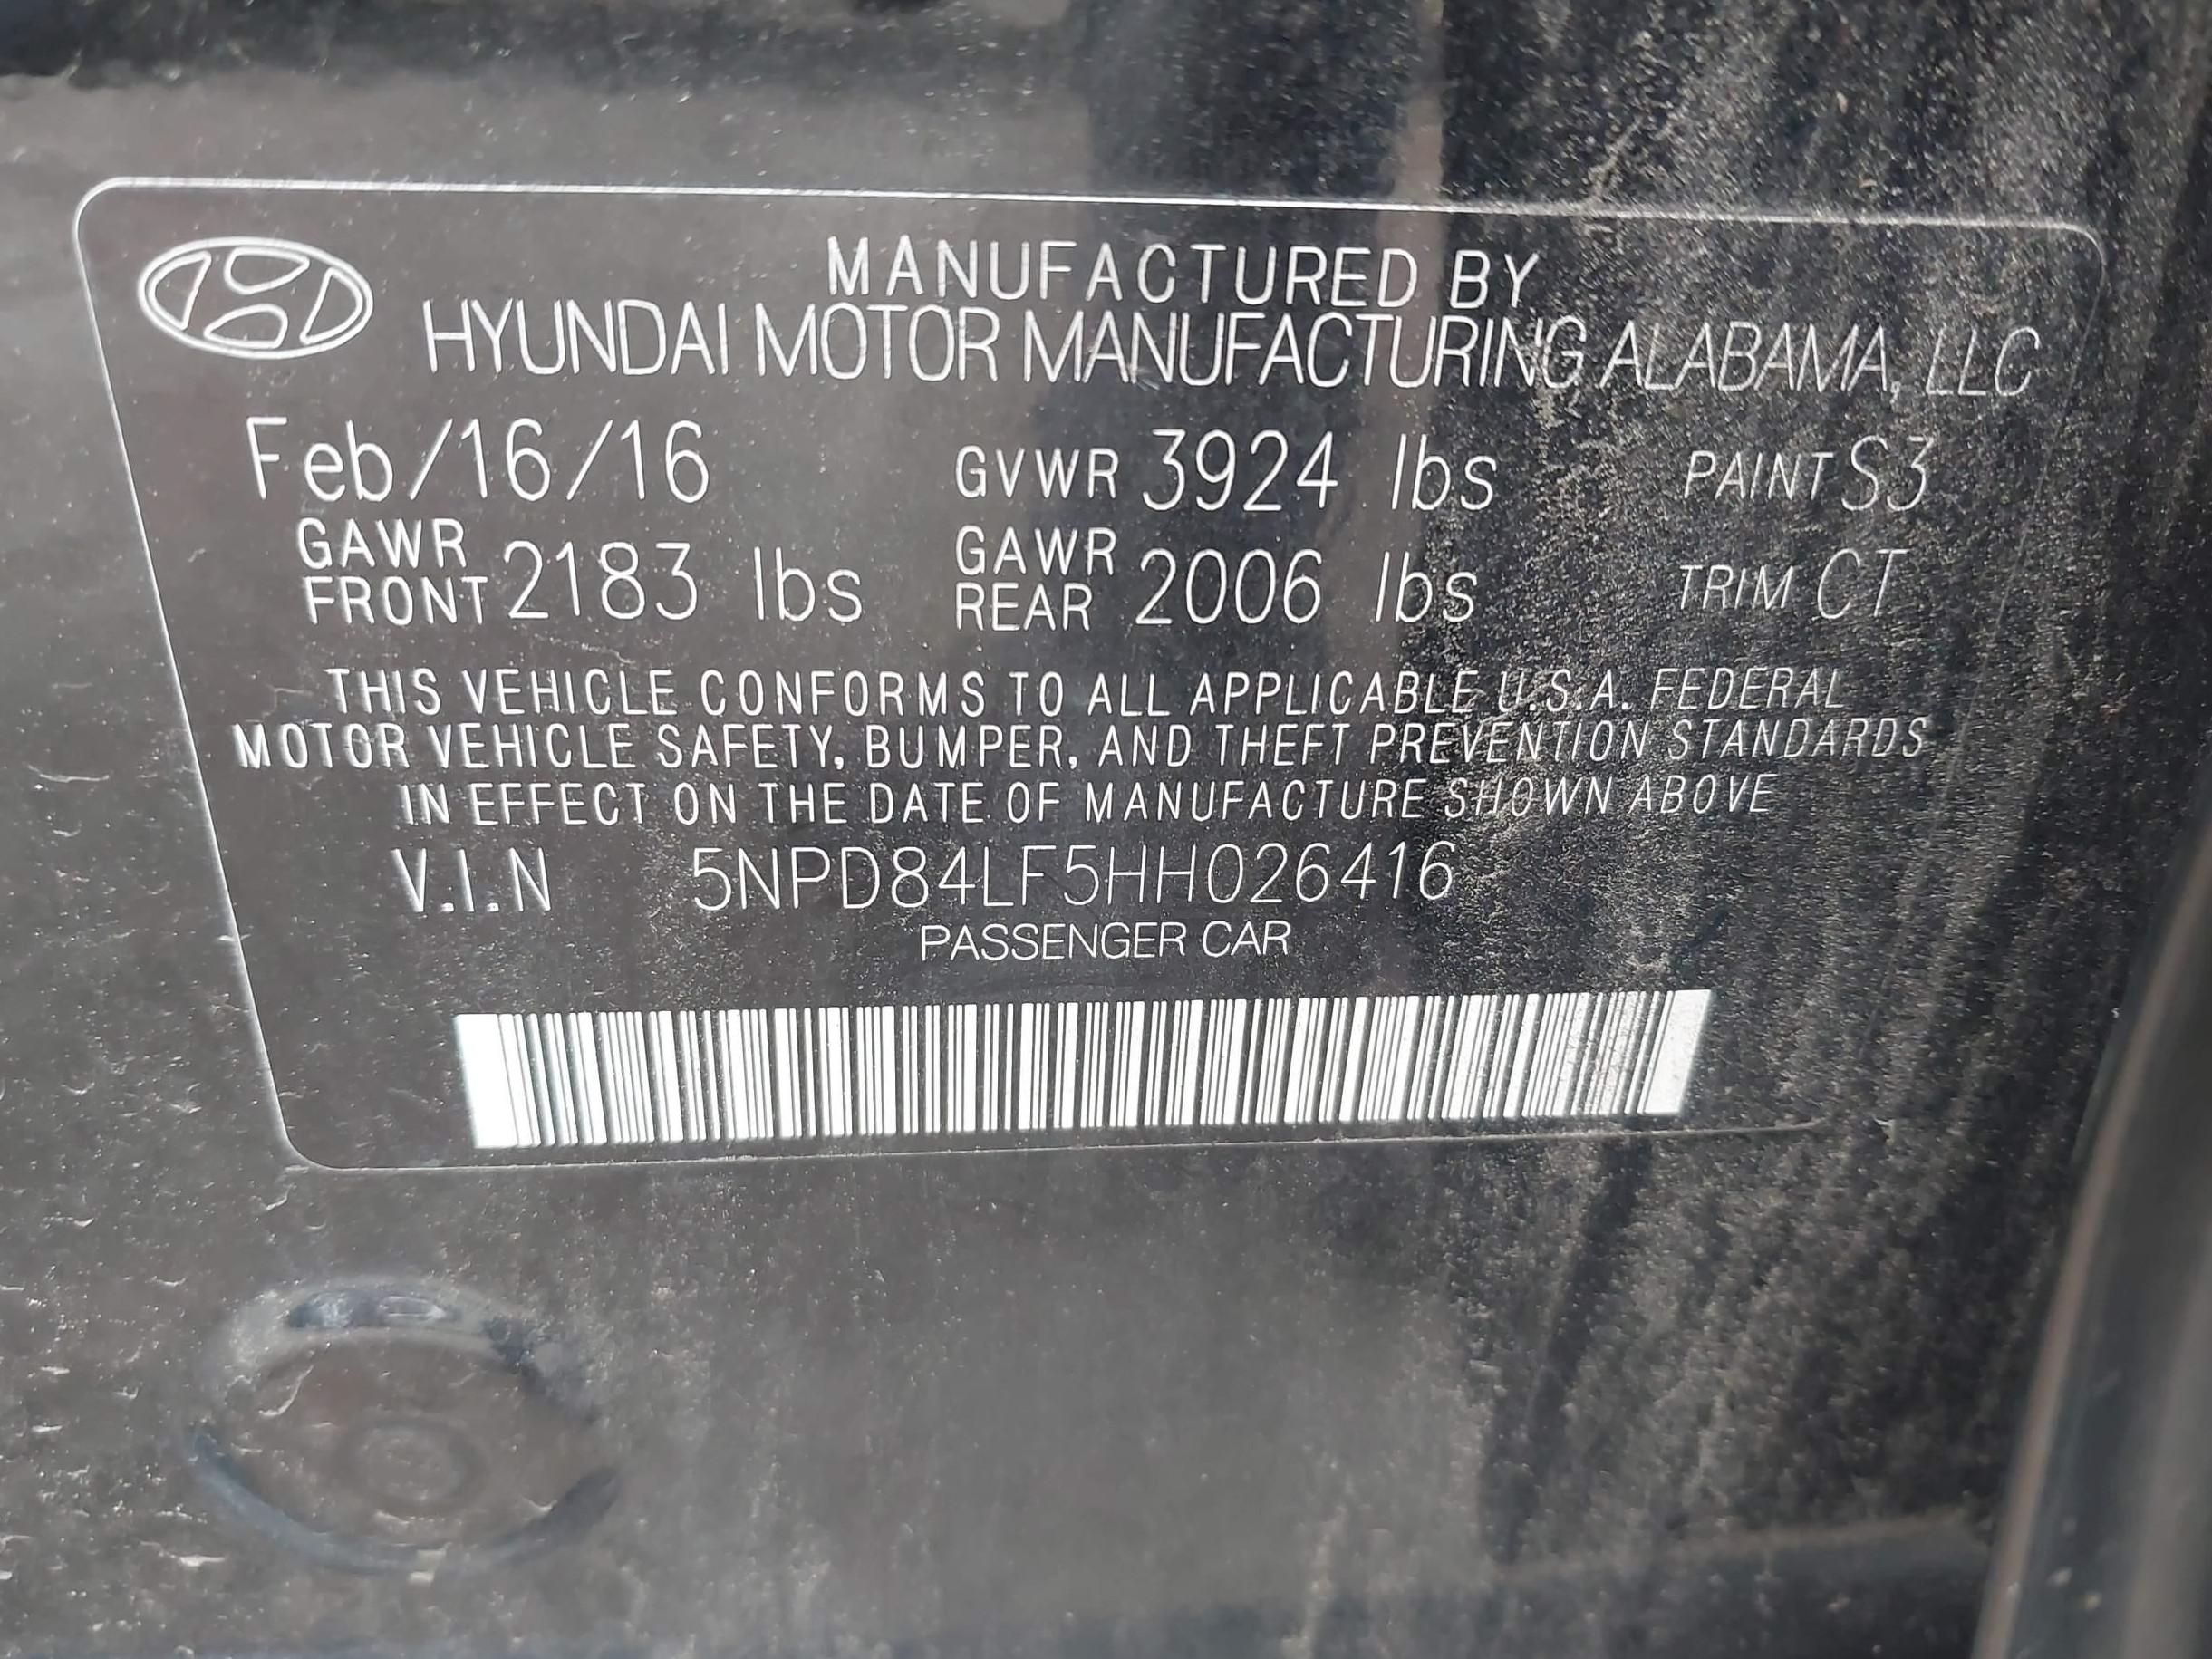 MANUFACTURED BY
HYUNDAI MOTOR MANUFACTURING ALABAMA, LLC
Feb/16/16 GVWR 3924 lbs PAINT S3
GAWR FRONT 2183 lbs GAWR REAR 2006 lbs TRIM CT
THIS VEHICLE CONFORMS TO ALL APPLICABLE U.S.A. FEDERAL
MOTOR VEHICLE SAFETY, BUMPER, AND THEFT PREVENTION STANDARDS
IN EFFECT ON THE DATE OF MANUFACTURE SHOWN ABOVE
V.I.N 5NPD84LF5HH026416
PASSENGER CAR